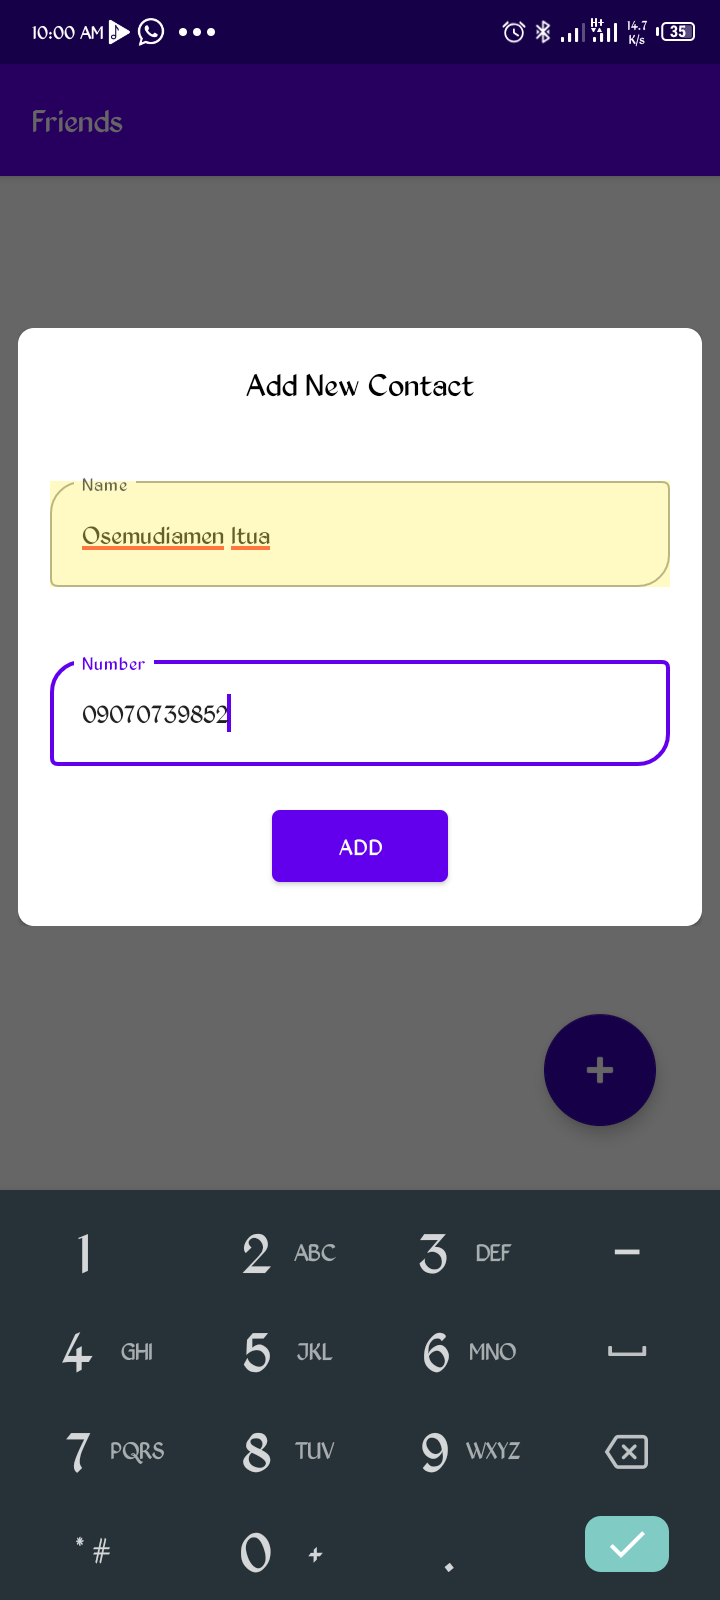 10:00 AM H+ 14.7 K/s 35
Friends
Add New Contact
Name
Osemudiamen Itua
Number
09070739852
ADD
+
1 2 ABC 3 DEF –
4 GHI 5 JKL 6 MNO
7 PQRS 8 TUV 9 WXYZ
*# 0 + .